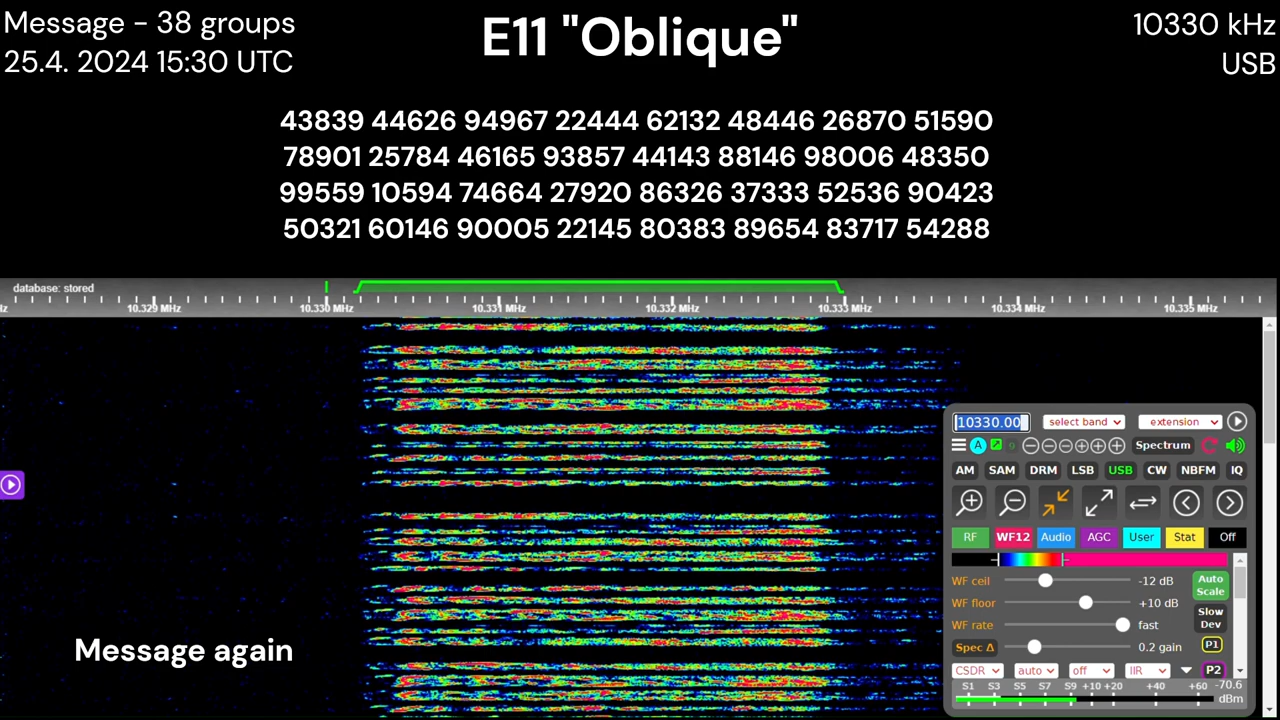 Message - 38 groups
E11 "Oblique"
10330 kHz
25.4. 2024 15:30 UTC
USB
43839 44626 94967 22444 62132 48446 26870 51590
78901 25784 46165 93857 44143 88146 98006 48350
99559 10594 74664 27920 86326 37333 52536 90423
50321 60146 90005 22145 80383 89654 83717 54288
database: stored
10.329 MHz 10.330 MHz 10.331 MHz 10.332 MHz 10.333 MHz 10.334 MHz 10.335 MHz
10330.00 select band extension
A Spectrum
AM SAM DRM LSB USB CW NBFM IQ
RF WF12 Audio AGC User Stat Off
WF ceil -12 dB Auto Scale
WF floor +10 dB
WF rate fast Slow Dev
Spec Δ 0.2 gain P1
CSDR auto off IIR P2
S1 S3 S5 S7 S9 +10 +20 +40 +60 -70.6 dBm
Message again